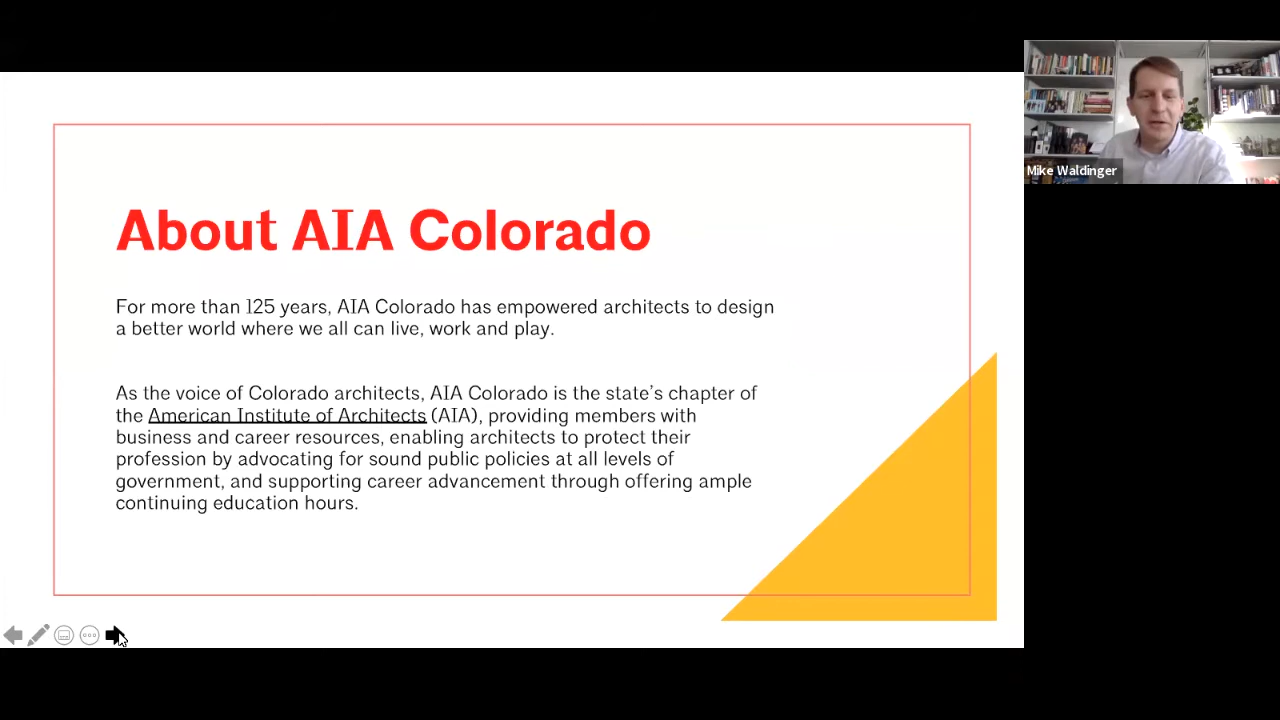 About AIA Colorado
For more than 125 years, AIA Colorado has empowered architects to design
a better world where we all can live, work and play.
As the voice of Colorado architects, AIA Colorado is the state's chapter of
the American Institute of Architects (AIA), providing members with
business and career resources, enabling architects to protect their
profession by advocating for sound public policies at all levels of
government, and supporting career advancement through offering ample
continuing education hours.
Mike Waldinger